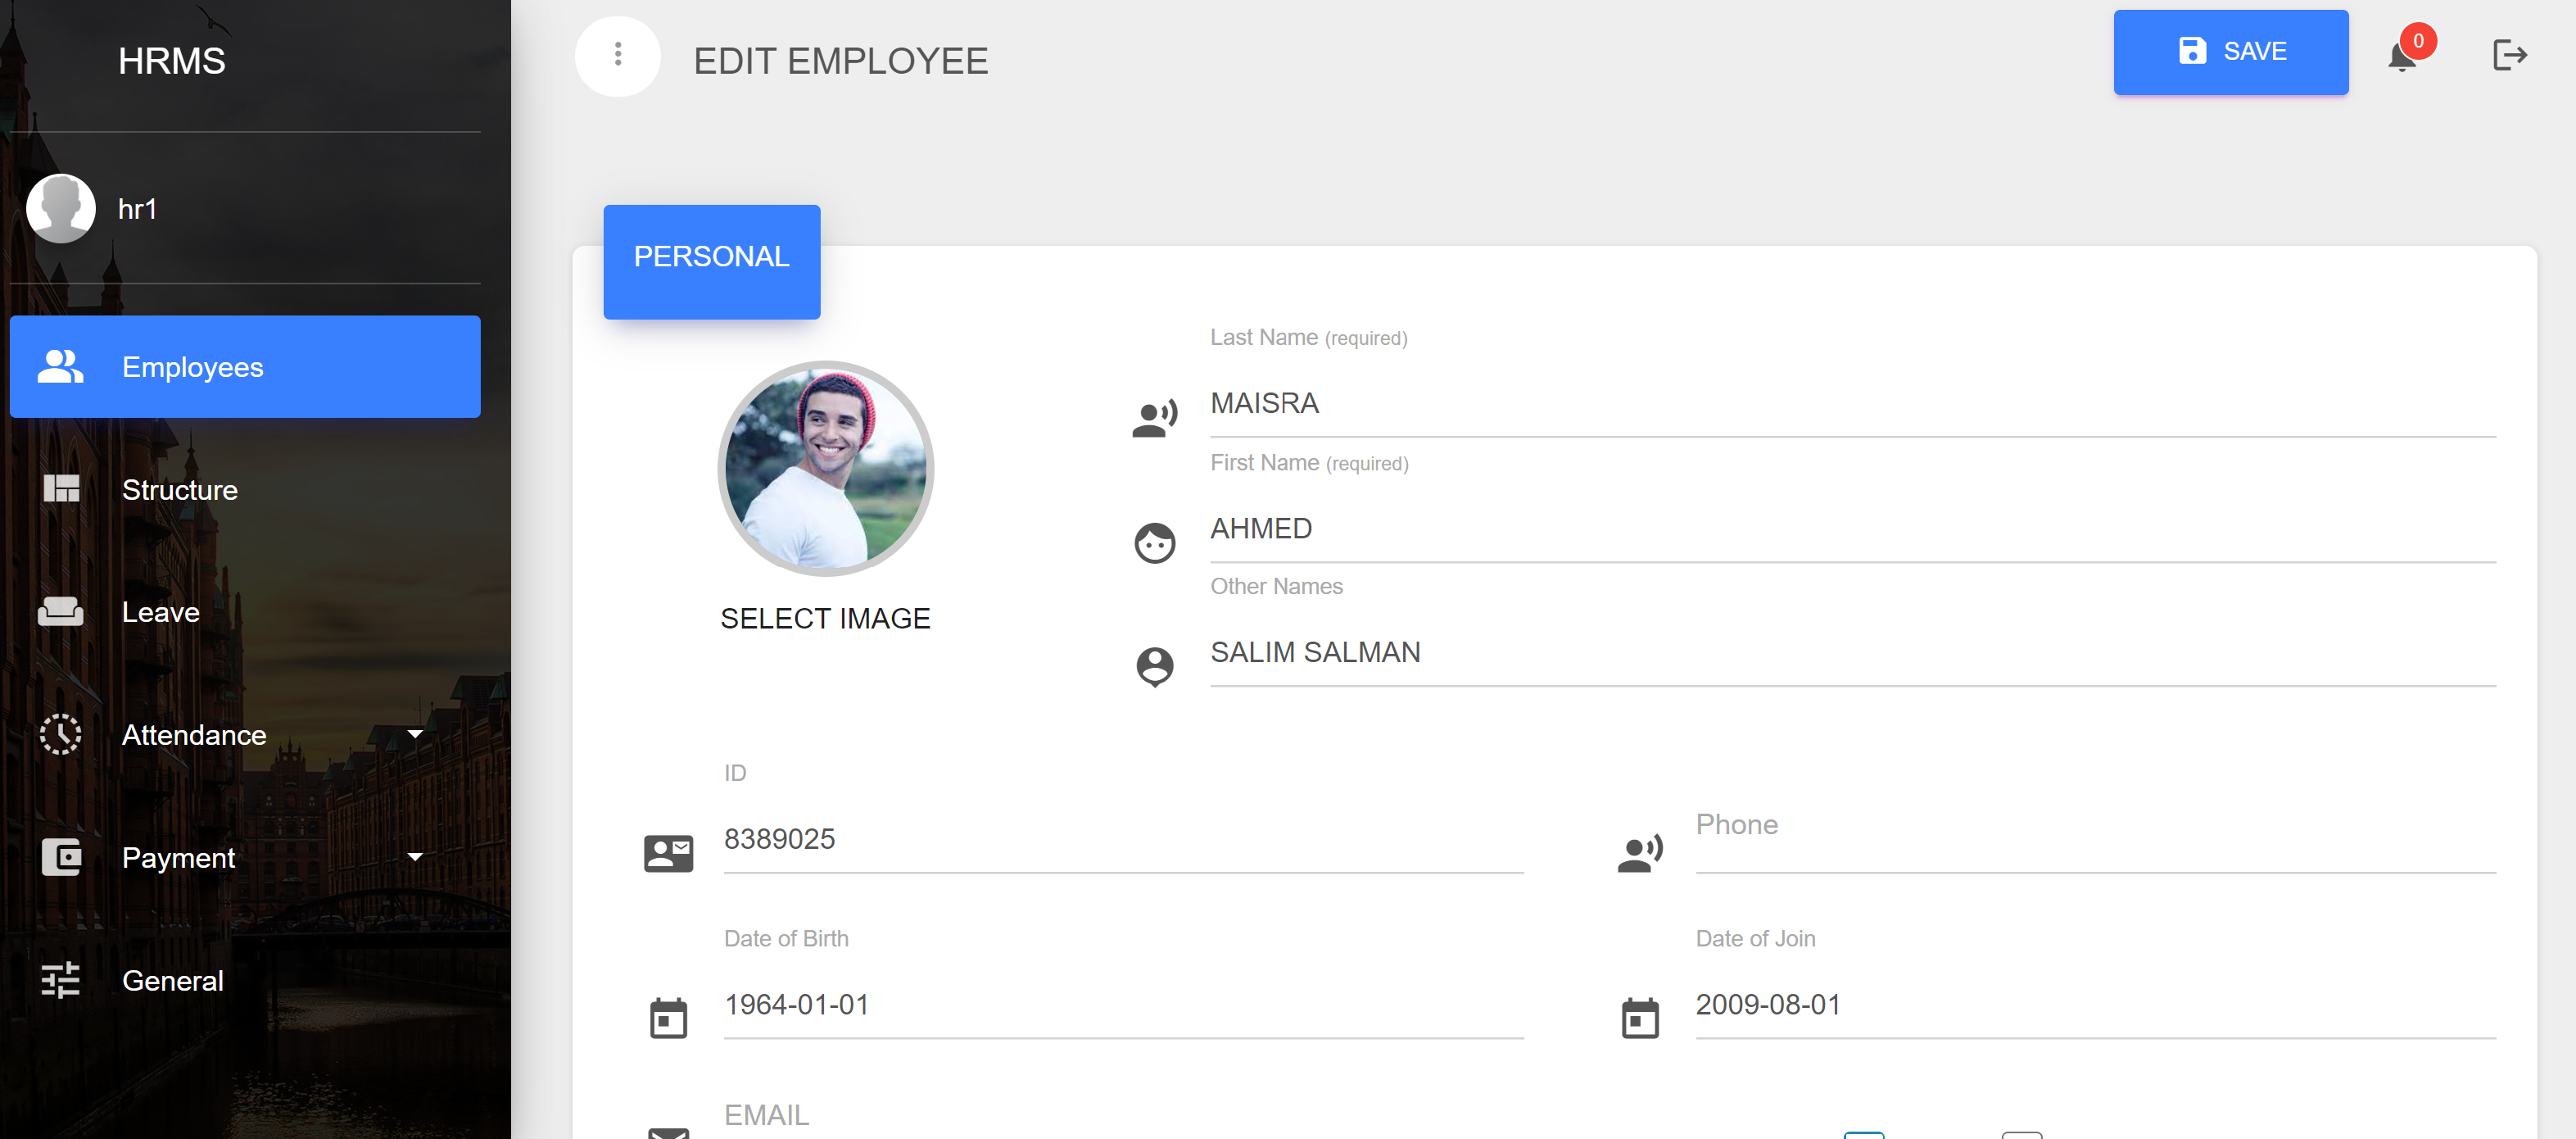 HRMS
hr1
Employees
Structure
Leave
Attendance
Payment
General
EDIT EMPLOYEE
SAVE
0
PERSONAL
SELECT IMAGE
Last Name (required)
MAISRA
First Name (required)
AHMED
Other Names
SALIM SALMAN
ID
8389025
Phone
Date of Birth
1964-01-01
Date of Join
2009-08-01
EMAIL